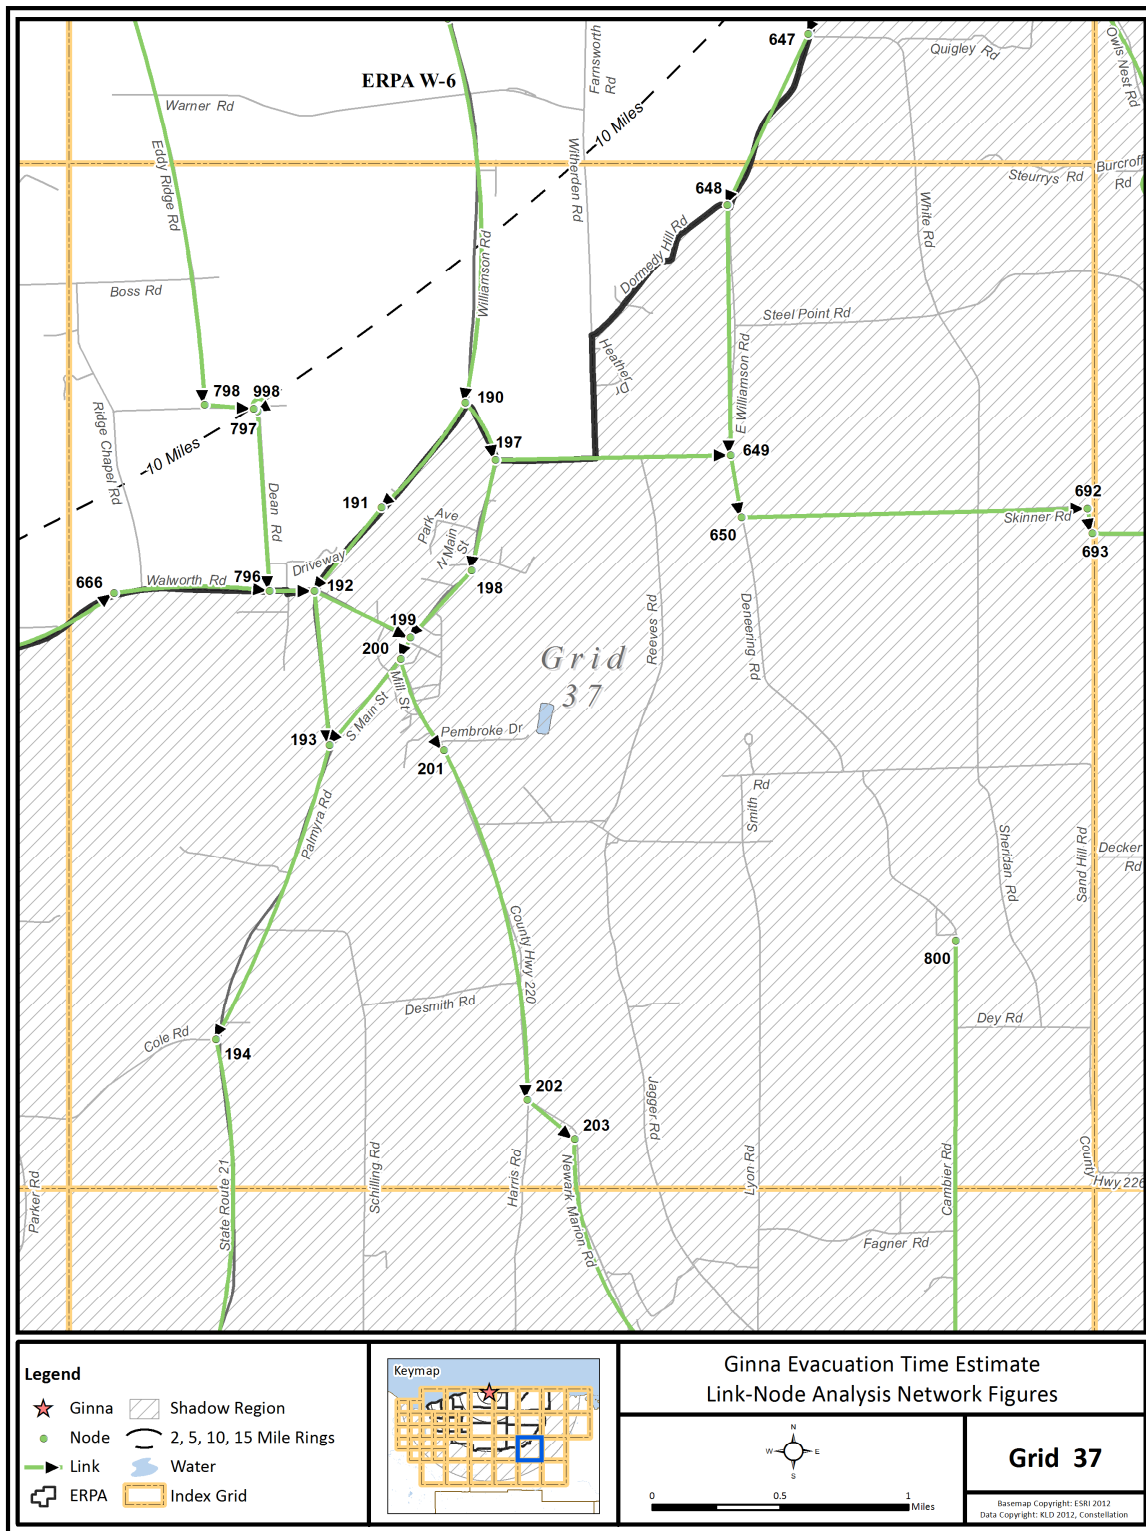 647
Quigley Rd
Owls Nest Rd
Farnsworth
Rd
ERPA W-6
Warner Rd
10 Miles
Eddy Ridge Rd
Witherden Rd
Steurrys Rd
Burcroff
Rd
648
White Rd
Dormedy Hill Rd
Williamson Rd
Boss Rd
Steel Point Rd
Heather
Dr
E Williamson Rd
798
998
190
797
197
649
10 Miles
Ridge Chapel Rd
Dean Rd
191
Park
Ave
N Main
St
692
Skinner Rd
650
693
Driveway
666
Walworth Rd
796
192
198
199
Deneering Rd
Reeves Rd
200
Grid
37
Mill St
S Main St
193
Pembroke Dr
201
Rd
Smith
Palmyra Rd
Sheridan Rd
Sand Hill Rd
Decker
Rd
County Hwy 220
800
Desmith Rd
Dey Rd
Cole Rd
194
202
203
Jagger Rd
Schilling Rd
Harris Rd
Newark Marion Rd
Lyon Rd
Cambier Rd
County
Hwy 226
Parker Rd
State Route 21
Fagner Rd
Legend
Ginna
Shadow Region
Node
2, 5, 10, 15 Mile Rings
Link
Water
ERPA
Index Grid
Keymap
Ginna Evacuation Time Estimate
Link-Node Analysis Network Figures
N
W
E
S
0
0.5
1
Miles
Grid 37
Basemap Copyright: ESRI 2012
Data Copyright: KLD 2012, Constellation